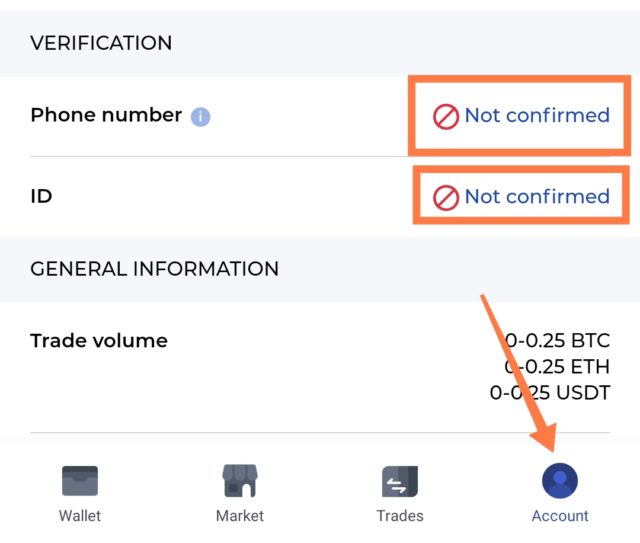 VERIFICATION
Phone number i Not confirmed
ID Not confirmed
GENERAL INFORMATION
Trade volume 0-0.25 BTC
0-0.25 ETH
0-0.25 USDT
Wallet Market Trades Account